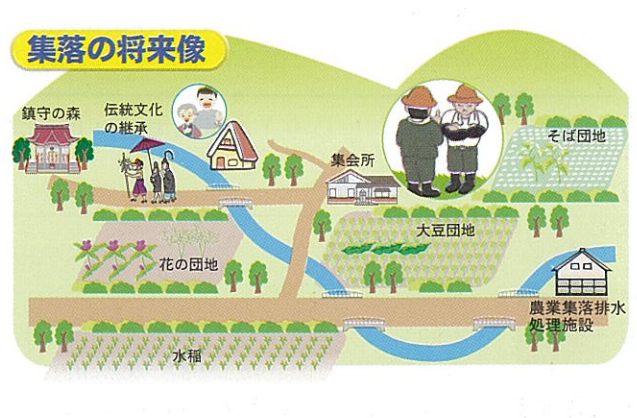 集落の将来像
鎮守の森
伝統文化
の継承
集会所
そば団地
大豆団地
花の団地
農業集落排水
処理施設
水稲